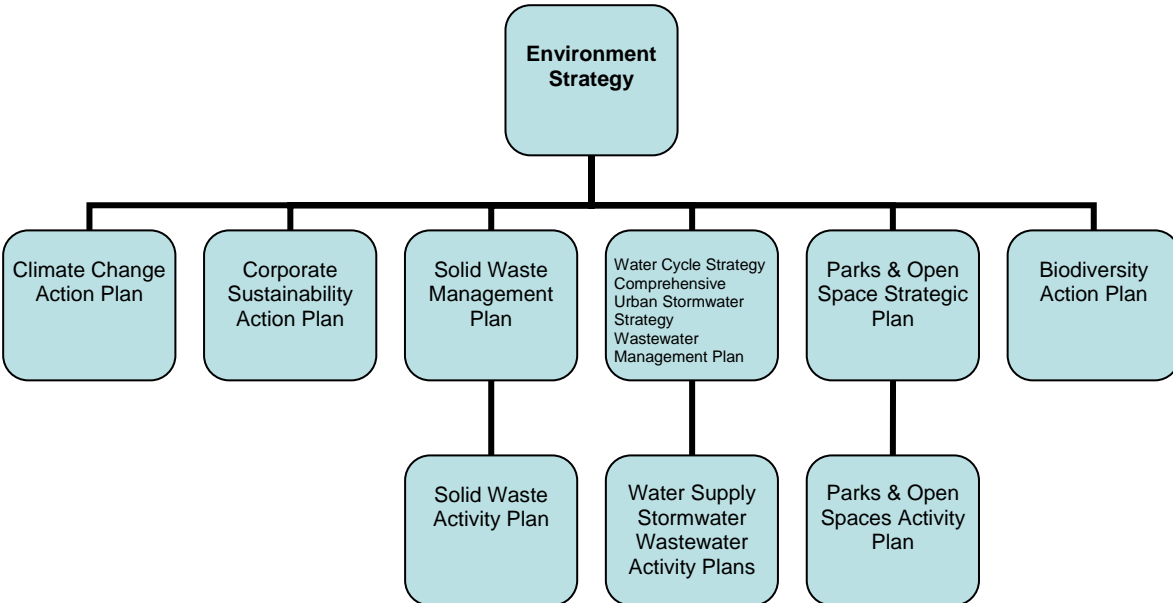 Environment
Strategy
Climate Change
Action Plan
Corporate
Sustainability
Action Plan
Solid Waste
Management
Plan
Water Cycle Strategy
Comprehensive
Urban Stormwater
Strategy
Wastewater
Management Plan
Parks & Open
Space Strategic
Plan
Biodiversity
Action Plan
Solid Waste
Activity Plan
Water Supply
Stormwater
Wastewater
Activity Plans
Parks & Open
Spaces Activity
Plan